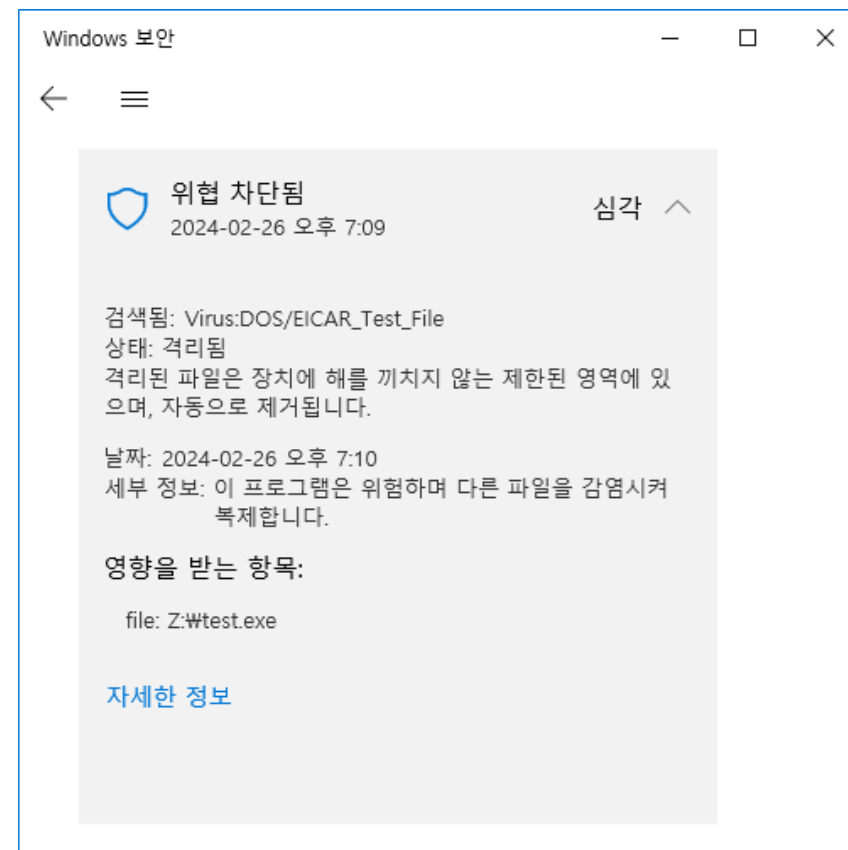 Windows 보안
위협 차단됨
2024-02-26 오후 7:09
심각
검색됨: Virus:DOS/EICAR_Test_File
상태: 격리됨
격리된 파일은 장치에 해를 끼치지 않는 제한된 영역에 있
으며, 자동으로 제거됩니다.
날짜: 2024-02-26 오후 7:10
세부 정보: 이 프로그램은 위험하며 다른 파일을 감염시켜
복제합니다.
영향을 받는 항목:
file: Z:₩test.exe
자세한 정보